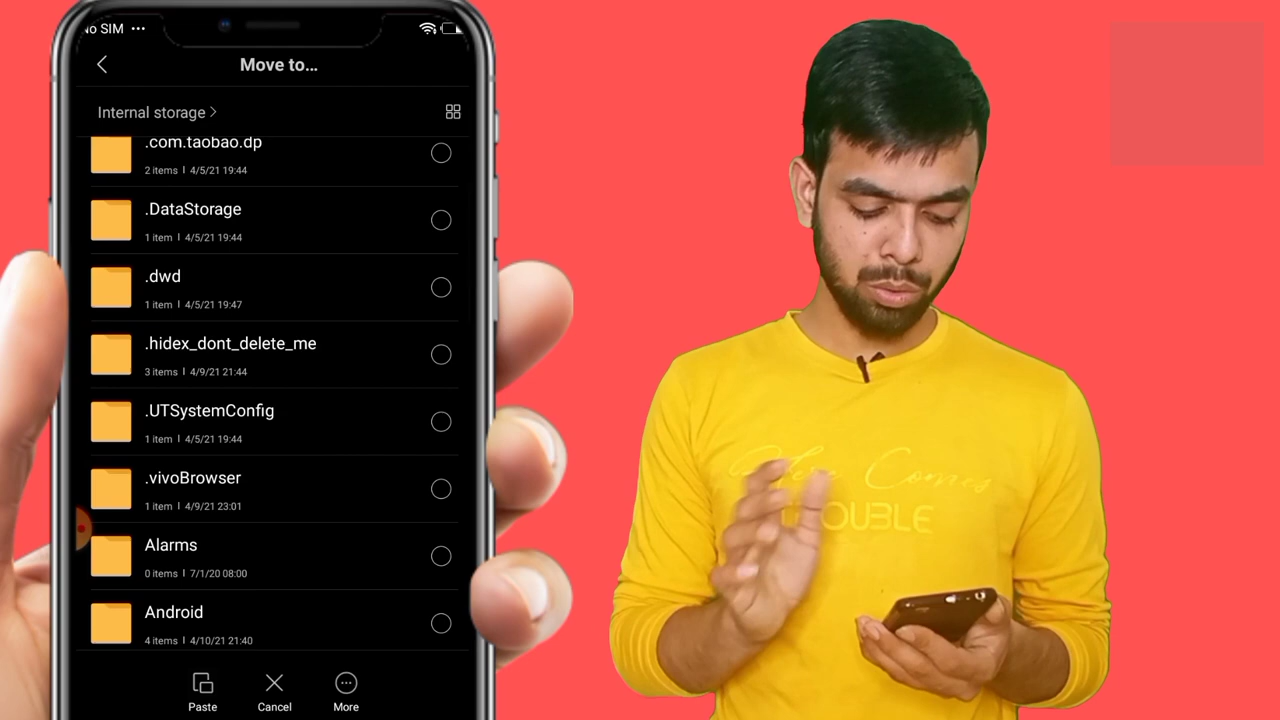 No SIM ...
Move to...
Internal storage >
.com.taobao.dp
2 items | 4/5/21 19:44
.DataStorage
1 item | 4/5/21 19:44
.dwd
1 item | 4/5/21 19:47
.hidex_dont_delete_me
3 items | 4/9/21 21:44
.UTSystemConfig
1 item | 4/5/21 19:44
.vivoBrowser
1 item | 4/9/21 23:01
Alarms
0 items | 7/1/20 08:00
Android
4 items | 4/10/21 21:40
Paste Cancel More
Comes